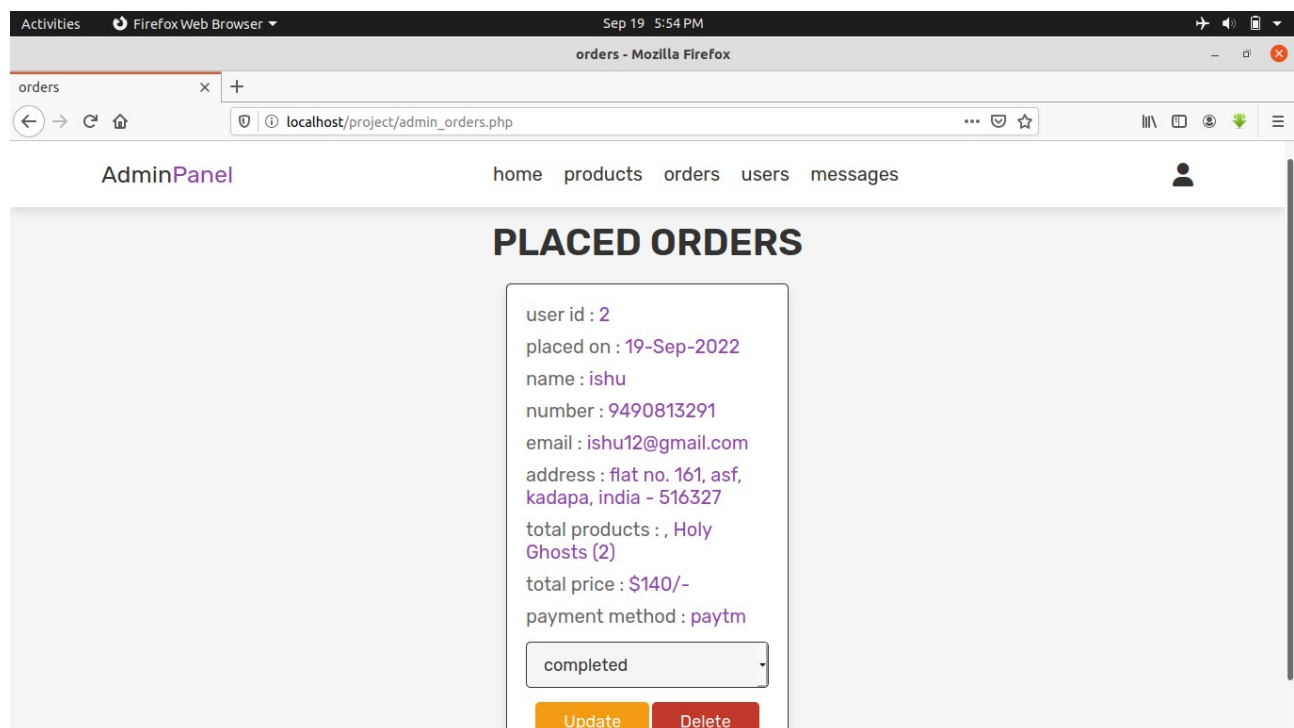 Activities Firefox Web Browser Sep 19 5:54 PM
orders - Mozilla Firefox
orders
localhost/project/admin_orders.php
AdminPanel home products orders users messages
PLACED ORDERS
user id : 2
placed on : 19-Sep-2022
name : ishu
number : 9490813291
email : ishu12@gmail.com
address : flat no. 161, asf,
kadapa, india - 516327
total products : , Holy
Ghosts (2)
total price : $140/-
payment method : paytm
completed
Update Delete